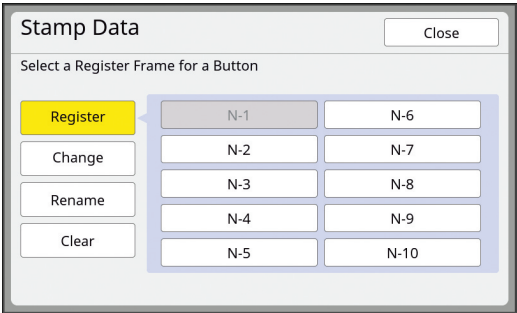 Stamp Data
Close
Select a Register Frame for a Button
Register
N-1
N-6
Change
N-2
N-7
Rename
N-3
N-8
Clear
N-4
N-9
N-5
N-10